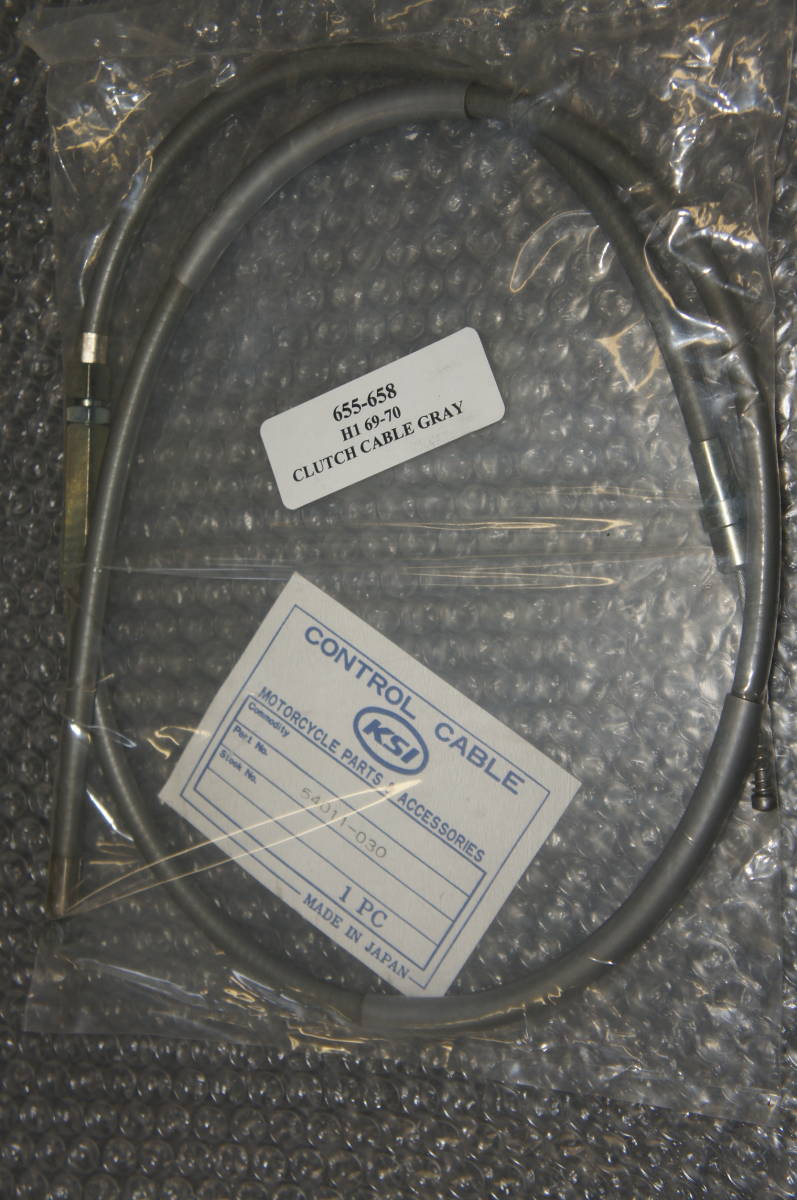 655-658
H1 69-70
CLUTCH CABLE GRAY
CONTROL CABLE
KSI
MOTORCYCLE PARTS & ACCESSORIES
Commodity
Part No.
Stock No.
54011-030
1 PC
MADE IN JAPAN